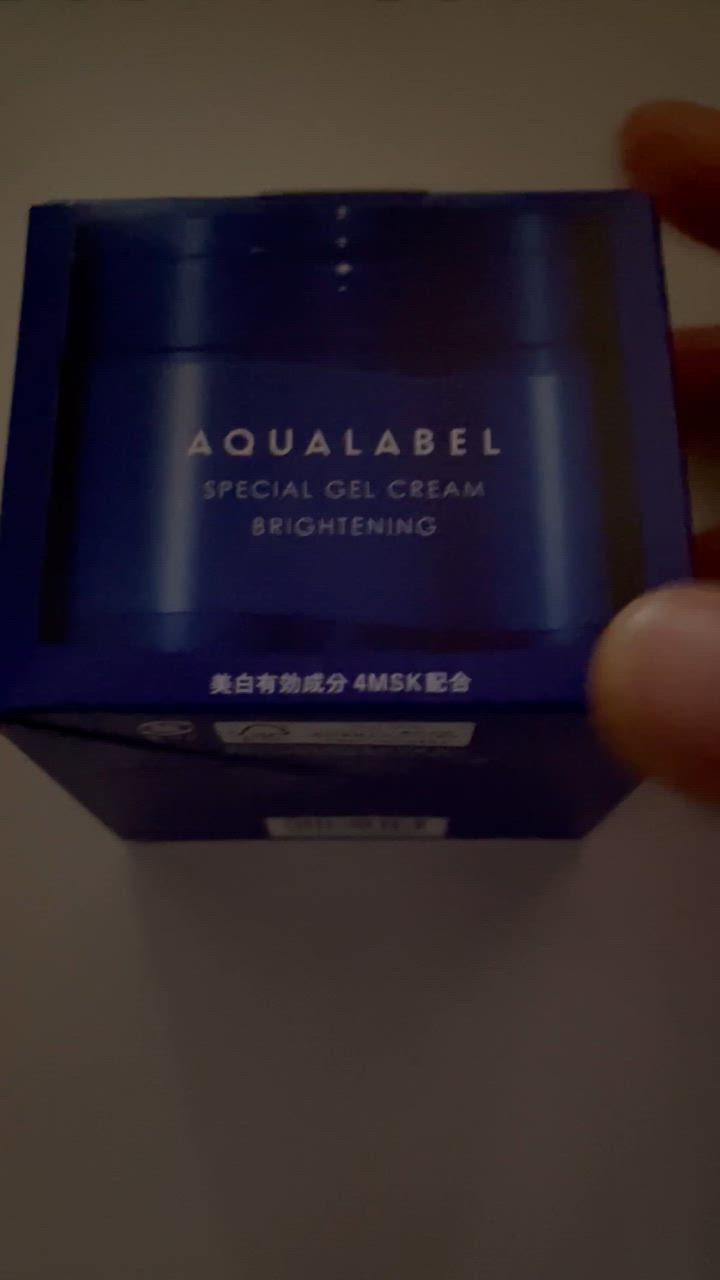 AQUALABEL
SPECIAL GEL CREAM
BRIGHTENING
美白有効成分 4MSK配合